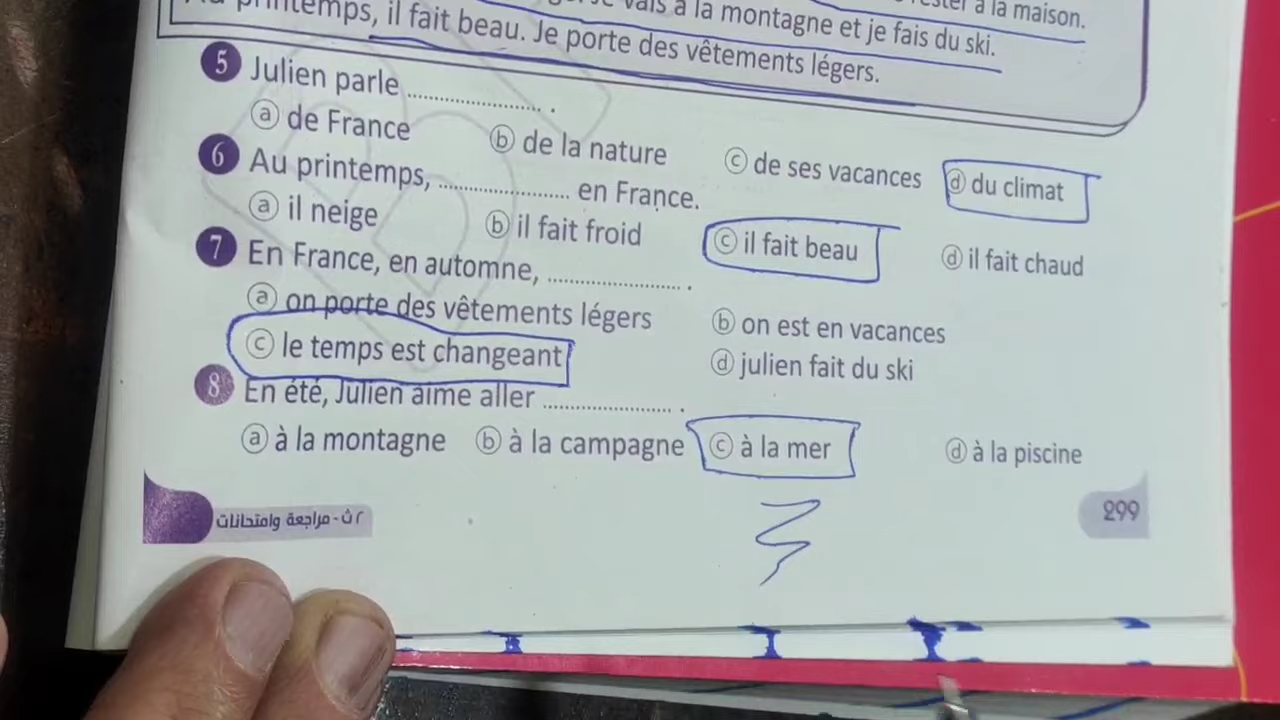 vais à la montagne et je fais du ski.
rester à la maison.
printemps, il fait beau. Je porte des vêtements légers.
5 Julien parle ........................ .
a de France b de la nature c de ses vacances d du climat
6 Au printemps, ........................ en France.
a il neige b il fait froid c il fait beau d il fait chaud
7 En France, en automne, ........................ .
a on porte des vêtements légers b on est en vacances
c le temps est changeant d julien fait du ski
8 En été, Julien aime aller ........................ .
a à la montagne b à la campagne c à la mer d à la piscine
٢ث - مراجعة وامتحانات
299